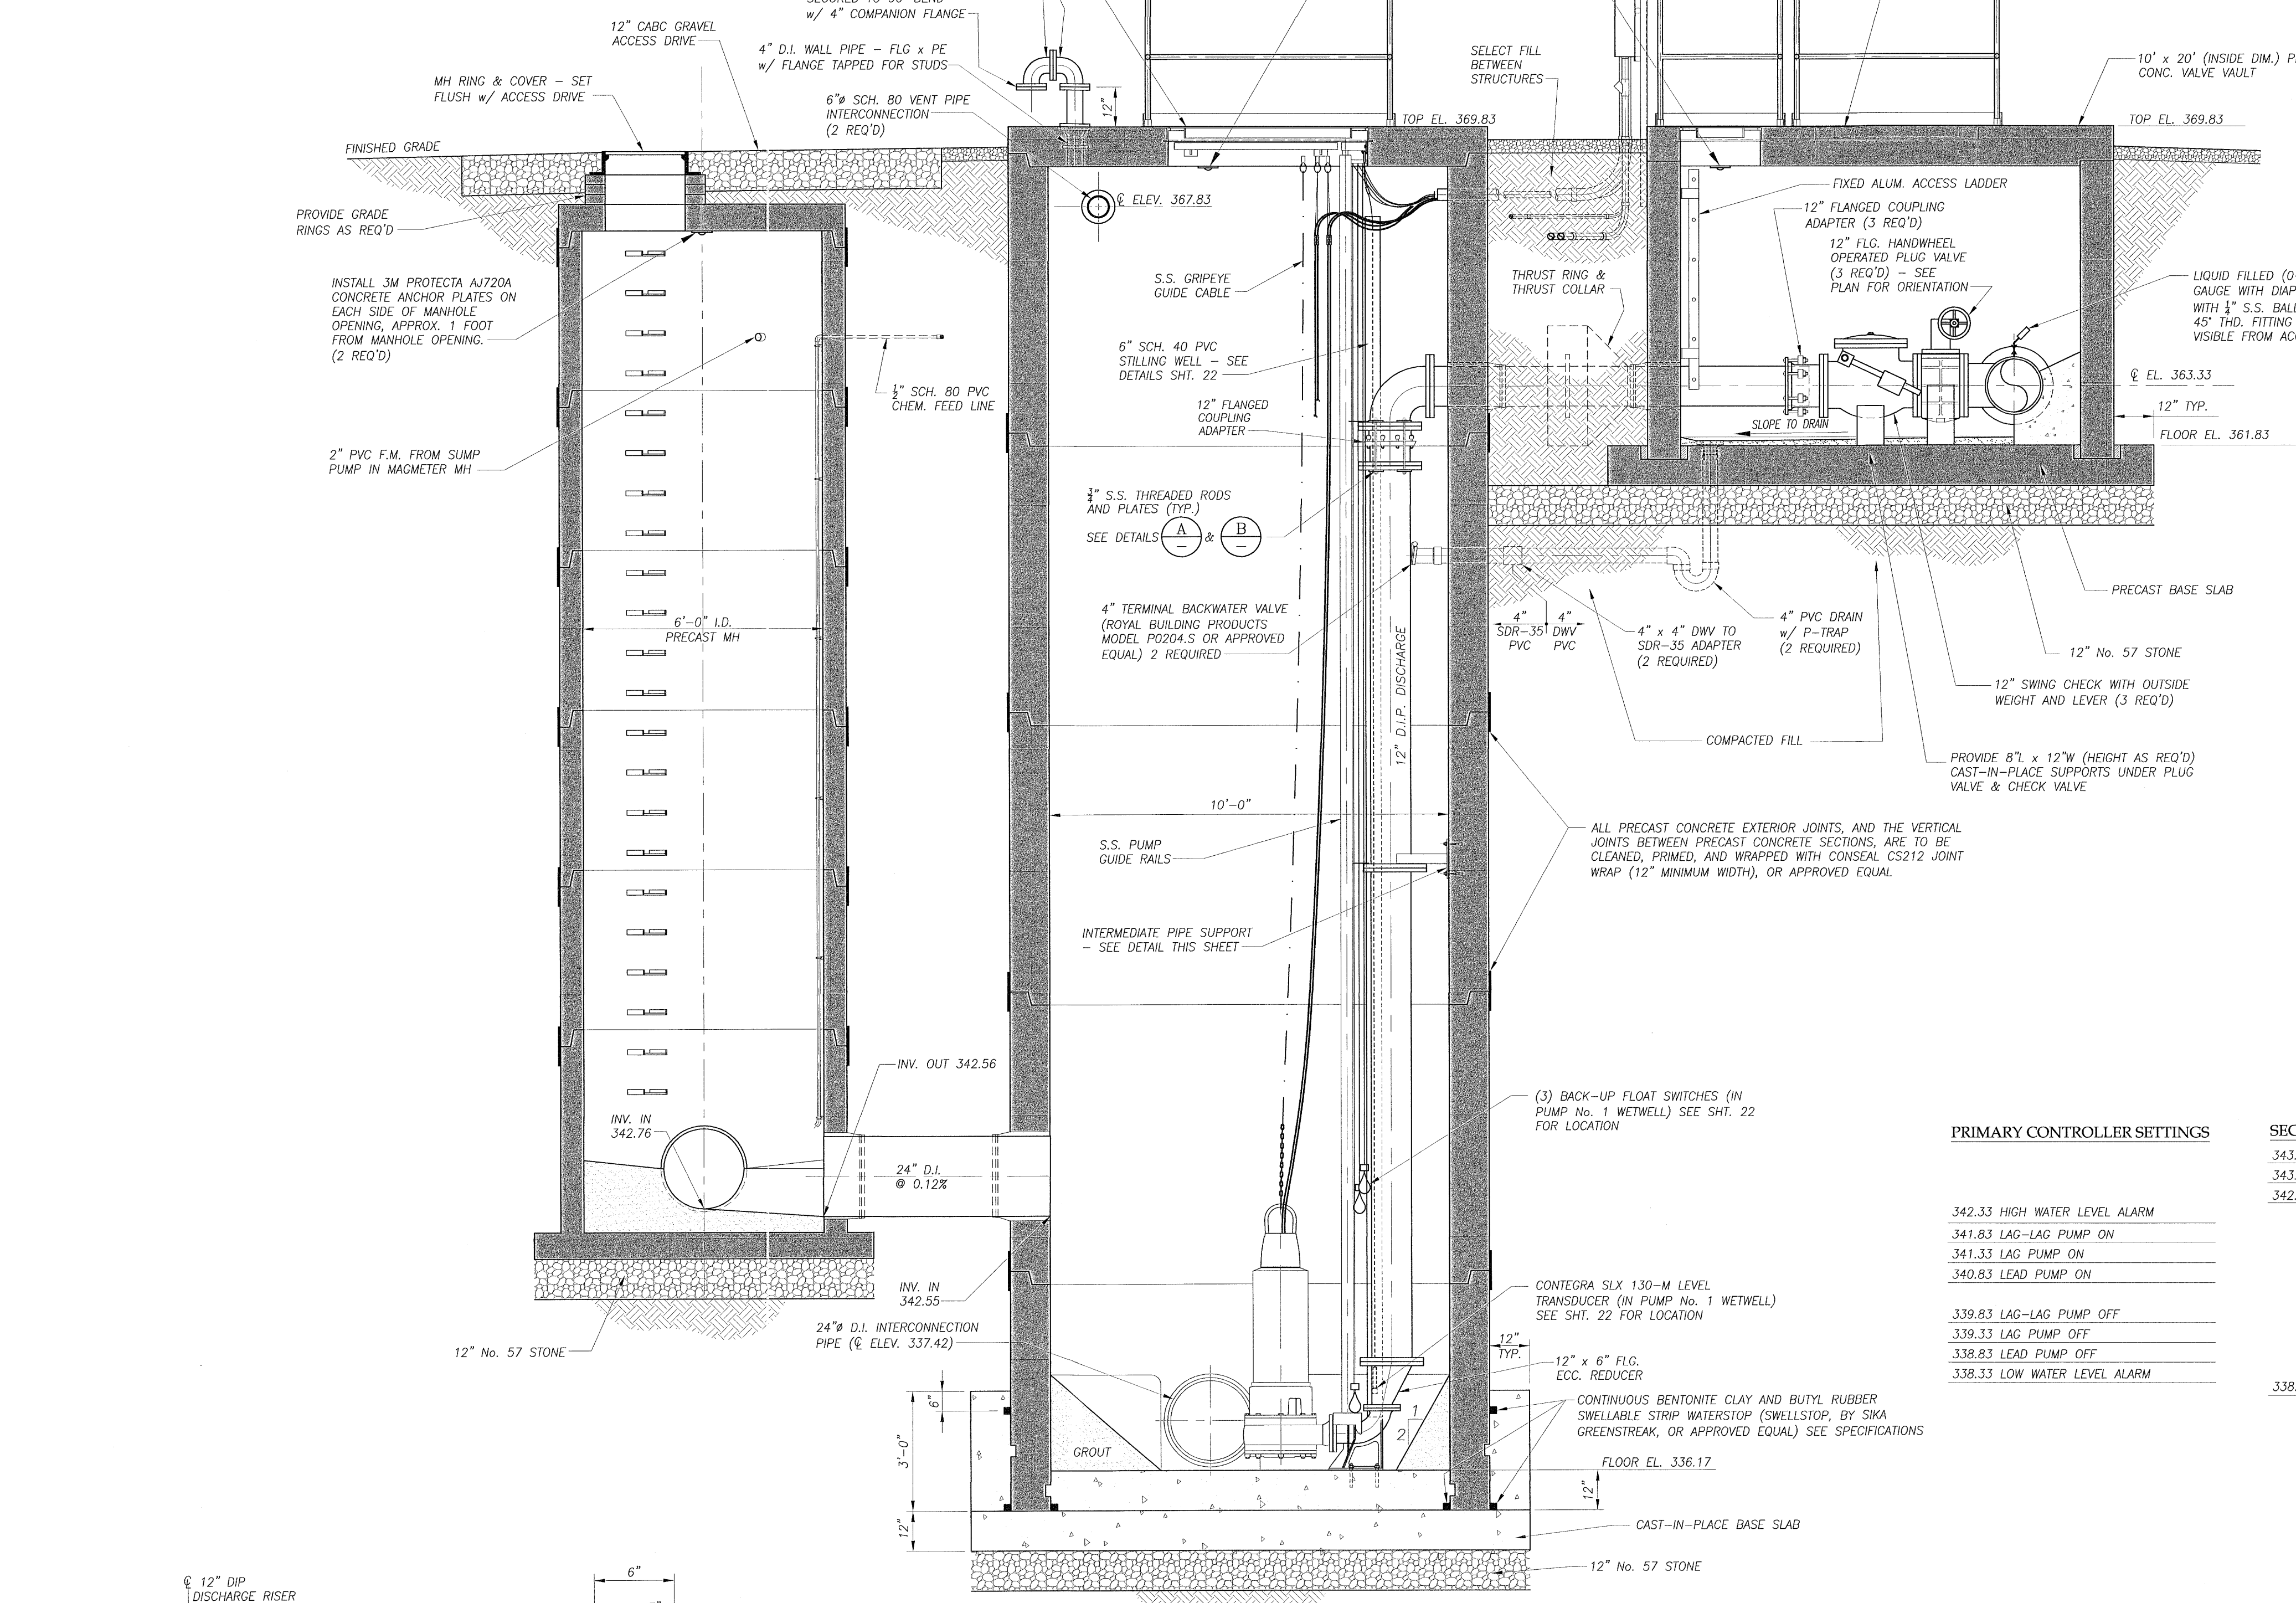 SECURED TO 90° BEND
w/ 4" COMPANION FLANGE
12" CABC GRAVEL
ACCESS DRIVE
4" D.I. WALL PIPE – FLG x PE
w/ FLANGE TAPPED FOR STUDS
MH RING & COVER – SET
FLUSH w/ ACCESS DRIVE
6"ø SCH. 80 VENT PIPE
INTERCONNECTION
(2 REQ'D)
12"
SELECT FILL
BETWEEN
STRUCTURES
10' x 20' (INSIDE DIM.)
CONC. VALVE VAULT
TOP EL. 369.83
TOP EL. 369.83
FINISHED GRADE
PROVIDE GRADE
RINGS AS REQ'D
℄ ELEV. 367.83
FIXED ALUM. ACCESS LADDER
12" FLANGED COUPLING
ADAPTER (3 REQ'D)
12" FLG. HANDWHEEL
OPERATED PLUG VALVE
(3 REQ'D) – SEE
PLAN FOR ORIENTATION
INSTALL 3M PROTECTA AJ720A
CONCRETE ANCHOR PLATES ON
EACH SIDE OF MANHOLE
OPENING, APPROX. 1 FOOT
FROM MANHOLE OPENING.
(2 REQ'D)
S.S. GRIPEYE
GUIDE CABLE
THRUST RING &
THRUST COLLAR
LIQUID FILLED
GAUGE WITH
WITH 1/4" S.S.
45° THD. FITTING
VISIBLE FROM
6" SCH. 40 PVC
STILLING WELL – SEE
DETAILS SHT. 22
1/2" SCH. 80 PVC
CHEM. FEED LINE
12" FLANGED
COUPLING
ADAPTER
℄ EL. 363.33
12" TYP.
SLOPE TO DRAIN
FLOOR EL. 361.83
2" PVC F.M. FROM SUMP
PUMP IN MAGMETER MH
3/4" S.S. THREADED RODS
AND PLATES (TYP.)
SEE DETAILS A – & B –
6'-0" I.D.
PRECAST MH
4" TERMINAL BACKWATER VALVE
(ROYAL BUILDING PRODUCTS
MODEL P0204.S OR APPROVED
EQUAL) 2 REQUIRED
12" D.I.P. DISCHARGE
4"
SDR-35
PVC
4"
DWV
PVC
4" x 4" DWV TO
SDR-35 ADAPTER
(2 REQUIRED)
4" PVC DRAIN
w/ P-TRAP
(2 REQUIRED)
PRECAST BASE SLAB
12" No. 57 STONE
12" SWING CHECK WITH OUTSIDE
WEIGHT AND LEVER (3 REQ'D)
COMPACTED FILL
PROVIDE 8"L x 12"W (HEIGHT AS REQ'D)
CAST-IN-PLACE SUPPORTS UNDER PLUG
VALVE & CHECK VALVE
10'-0"
S.S. PUMP
GUIDE RAILS
ALL PRECAST CONCRETE EXTERIOR JOINTS, AND THE VERTICAL
JOINTS BETWEEN PRECAST CONCRETE SECTIONS, ARE TO BE
CLEANED, PRIMED, AND WRAPPED WITH CONSEAL CS212 JOINT
WRAP (12" MINIMUM WIDTH), OR APPROVED EQUAL
INTERMEDIATE PIPE SUPPORT
– SEE DETAIL THIS SHEET
INV. OUT 342.56
INV. IN
342.76
24" D.I.
@ 0.12%
(3) BACK-UP FLOAT SWITCHES (IN
PUMP No. 1 WETWELL) SEE SHT. 22
FOR LOCATION
PRIMARY CONTROLLER SETTINGS
342.33 HIGH WATER LEVEL ALARM
341.83 LAG-LAG PUMP ON
341.33 LAG PUMP ON
340.83 LEAD PUMP ON
339.83 LAG-LAG PUMP OFF
339.33 LAG PUMP OFF
338.83 LEAD PUMP OFF
338.33 LOW WATER LEVEL ALARM
343.
343.
342.
338.
INV. IN
342.55
CONTEGRA SLX 130-M LEVEL
TRANSDUCER (IN PUMP No. 1 WETWELL)
SEE SHT. 22 FOR LOCATION
24"ø D.I. INTERCONNECTION
PIPE (℄ ELEV. 337.42)
12" No. 57 STONE
12"
TYP.
12" x 6" FLG.
ECC. REDUCER
CONTINUOUS BENTONITE CLAY AND BUTYL RUBBER
SWELLABLE STRIP WATERSTOP (SWELLSTOP, BY SIKA
GREENSTREAK, OR APPROVED EQUAL) SEE SPECIFICATIONS
6"
3'-0"
GROUT
1
2
FLOOR EL. 336.17
12"
12"
CAST-IN-PLACE BASE SLAB
12" No. 57 STONE
℄ 12" DIP
DISCHARGE RISER
6"